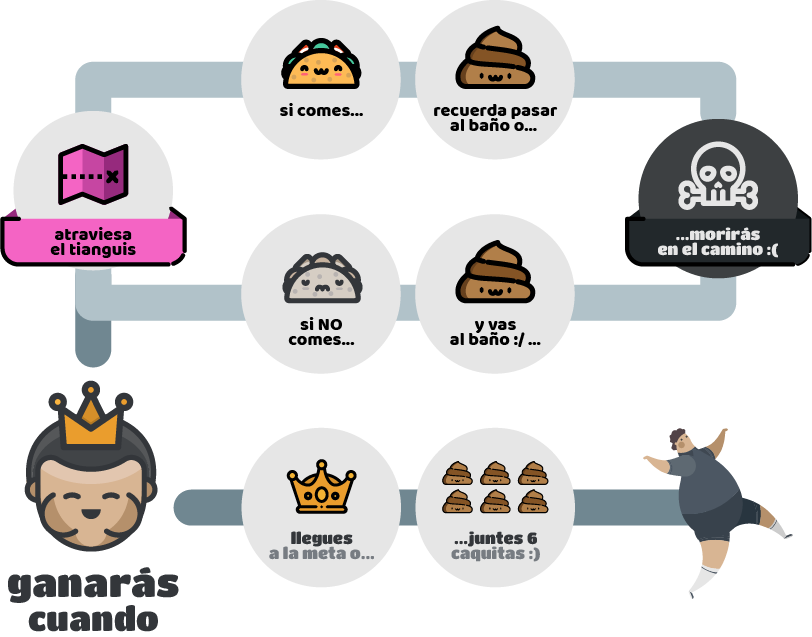 si comes...
recuerda pasar
al baño o...
atraviesa
el tianguis
...morirás
en el camino :(
si NO
comes...
y vas
al baño :/ ...
llegues
a la meta o...
...juntes 6
caquitas :)
ganarás
cuando